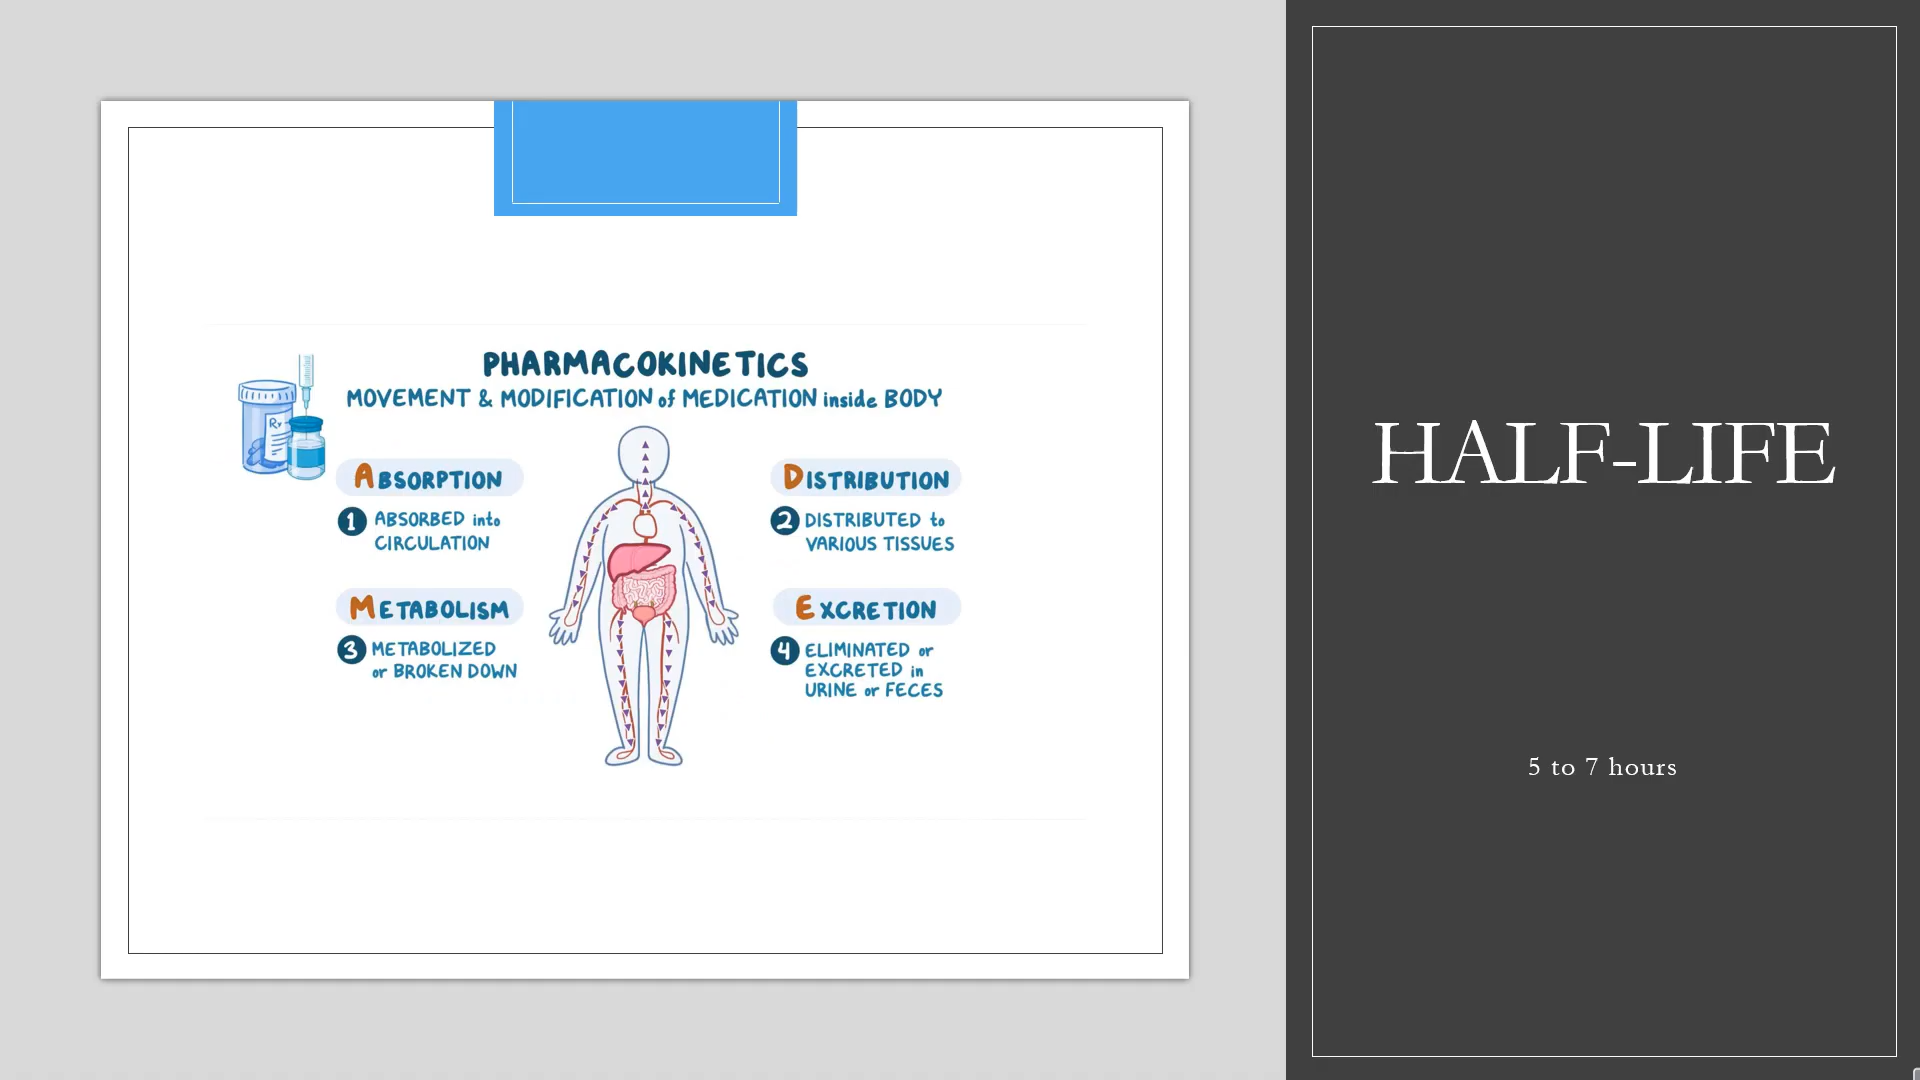 PHARMACOKINETICS
MOVEMENT & MODIFICATION of MEDICATION inside BODY
Rx
ABSORPTION
1 ABSORBED into
CIRCULATION
DISTRIBUTION
2 DISTRIBUTED to
VARIOUS TISSUES
METABOLISM
3 METABOLIZED
or BROKEN DOWN
EXCRETION
4 ELIMINATED or
EXCRETED in
URINE or FECES
HALF-LIFE
5 to 7 hours